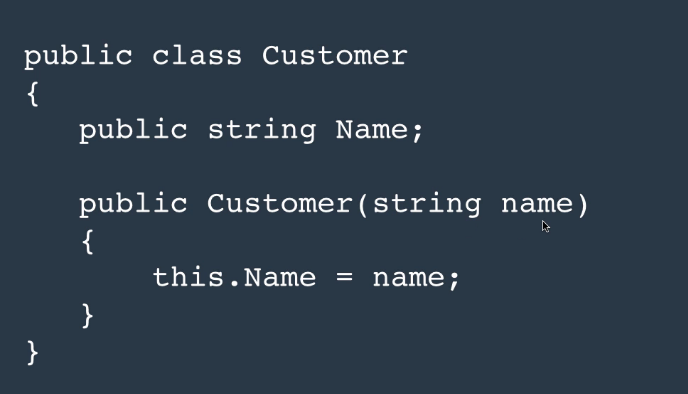 public class Customer
{
public string Name;
public Customer(string name)
{
this.Name = name;
}
}